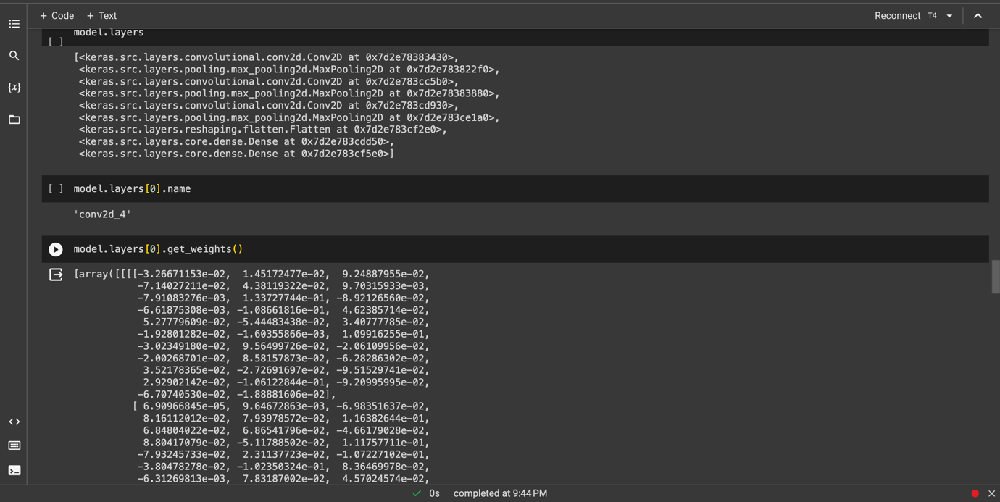 + Code + Text Reconnect T4
model.layers
[ ]
[<keras.src.layers.convolutional.conv2d.Conv2D at 0x7d2e78383430>,
<keras.src.layers.pooling.max_pooling2d.MaxPooling2D at 0x7d2e783822f0>,
<keras.src.layers.convolutional.conv2d.Conv2D at 0x7d2e783cc5b0>,
<keras.src.layers.pooling.max_pooling2d.MaxPooling2D at 0x7d2e78383880>,
<keras.src.layers.convolutional.conv2d.Conv2D at 0x7d2e783cd930>,
<keras.src.layers.pooling.max_pooling2d.MaxPooling2D at 0x7d2e783ce1a0>,
<keras.src.layers.reshaping.flatten.Flatten at 0x7d2e783cf2e0>,
<keras.src.layers.core.dense.Dense at 0x7d2e783cdd50>,
<keras.src.layers.core.dense.Dense at 0x7d2e783cf5e0>]
[ ] model.layers[0].name
'conv2d_4'
model.layers[0].get_weights()
[array([[[[-3.26671153e-02, 1.45172477e-02, 9.24887955e-02,
-7.14027211e-02, 4.38119322e-02, 9.70315933e-03,
-7.91083276e-03, 1.33727744e-01, -8.92126560e-02,
-6.61875308e-03, -1.08661816e-01, 4.62385714e-02,
5.27779609e-02, -5.44483438e-02, 3.40777785e-02,
-1.92801282e-02, -1.60355866e-03, 1.09916255e-01,
-3.02349180e-02, 9.56499726e-02, -2.06109956e-02,
-2.00268701e-02, 8.58157873e-02, -6.28286302e-02,
3.52178365e-02, -2.72691697e-02, -9.51529741e-02,
2.92902142e-02, -1.06122844e-01, -9.20995995e-02,
-6.70740530e-02, -1.88881606e-02],
[ 6.90966845e-05, 9.64672863e-03, -6.98351637e-02,
8.16112012e-02, 7.93978572e-02, 1.16382644e-01,
6.84804022e-02, 6.86541796e-02, -4.66179028e-02,
8.80417079e-02, -5.11788502e-02, 1.11757711e-01,
-7.93245733e-02, 2.31137723e-02, -1.07227102e-01,
-3.80478278e-02, -1.02350324e-01, 8.36469978e-02,
-6.31269813e-03, 7.83187002e-02, 4.57024574e-02,
0s completed at 9:44 PM